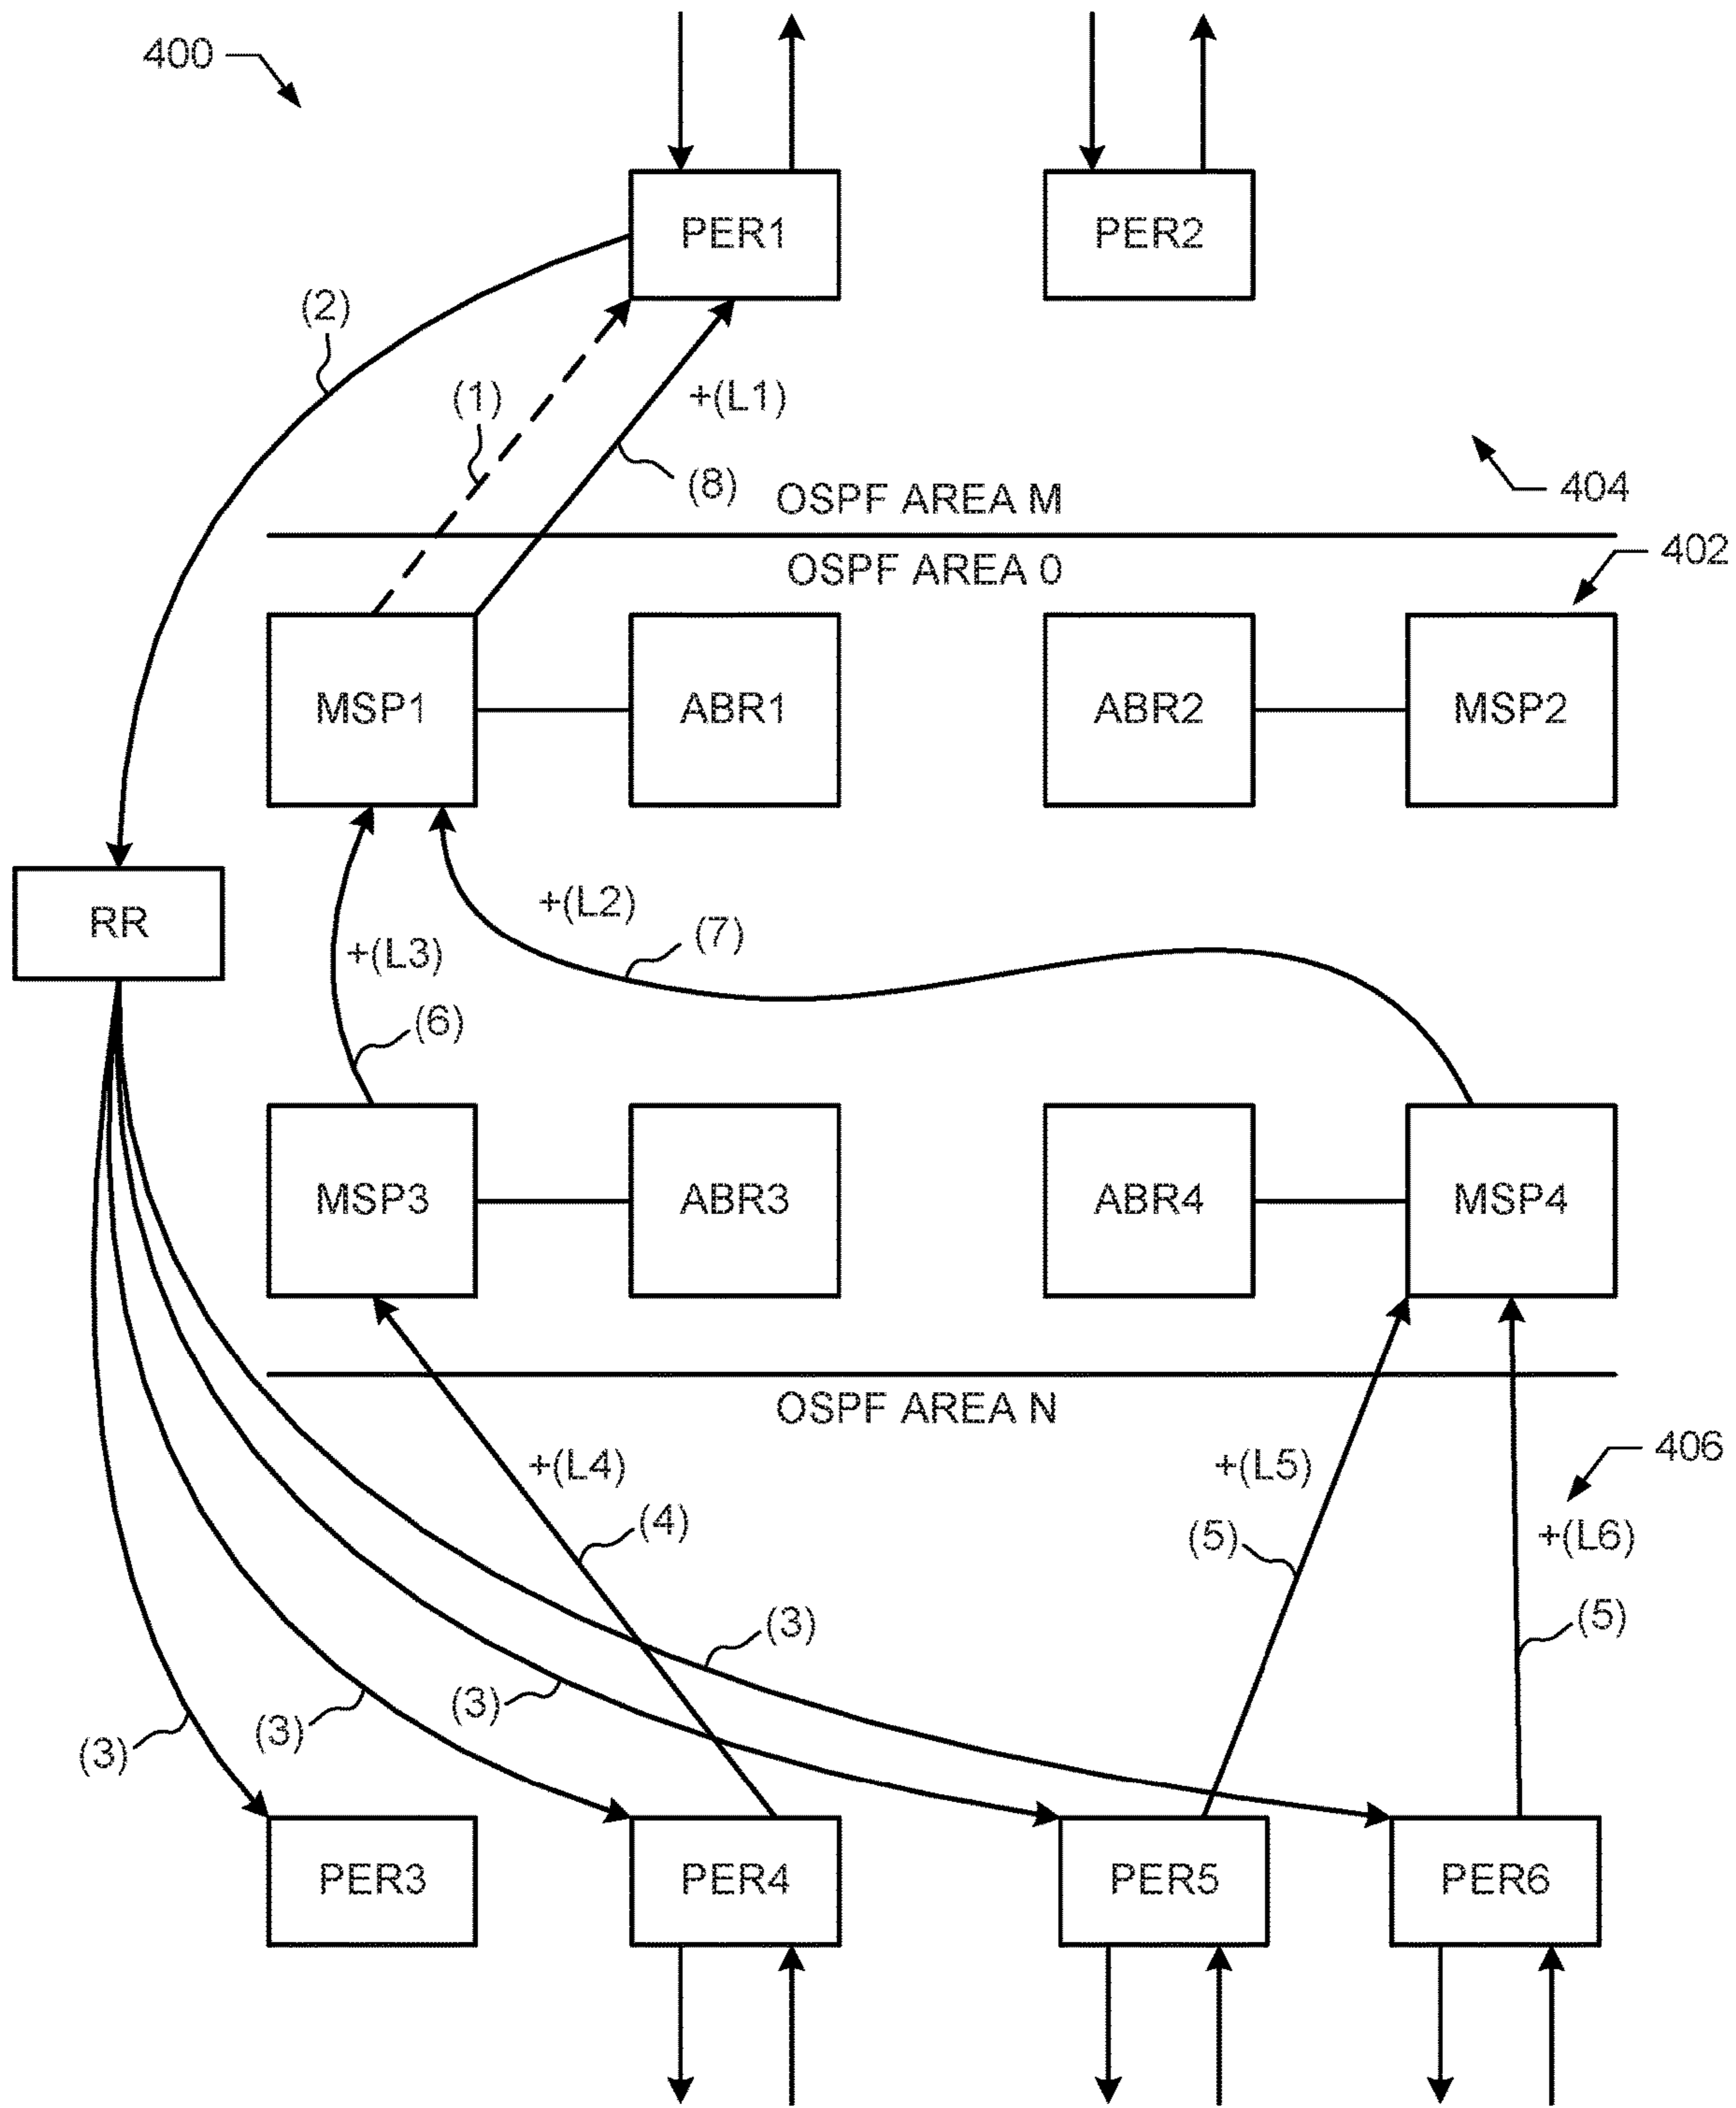 400
PER1
PER2
(2)
(1)
+(L1)
(8)
OSPF AREA M
404
OSPF AREA 0
402
MSP1
ABR1
ABR2
MSP2
RR
+(L2)
(7)
+(L3)
(6)
MSP3
ABR3
ABR4
MSP4
OSPF AREA N
406
+(L4)
(4)
+(L5)
(5)
+(L6)
(5)
(3)
(3)
(3)
(3)
PER3
PER4
PER5
PER6